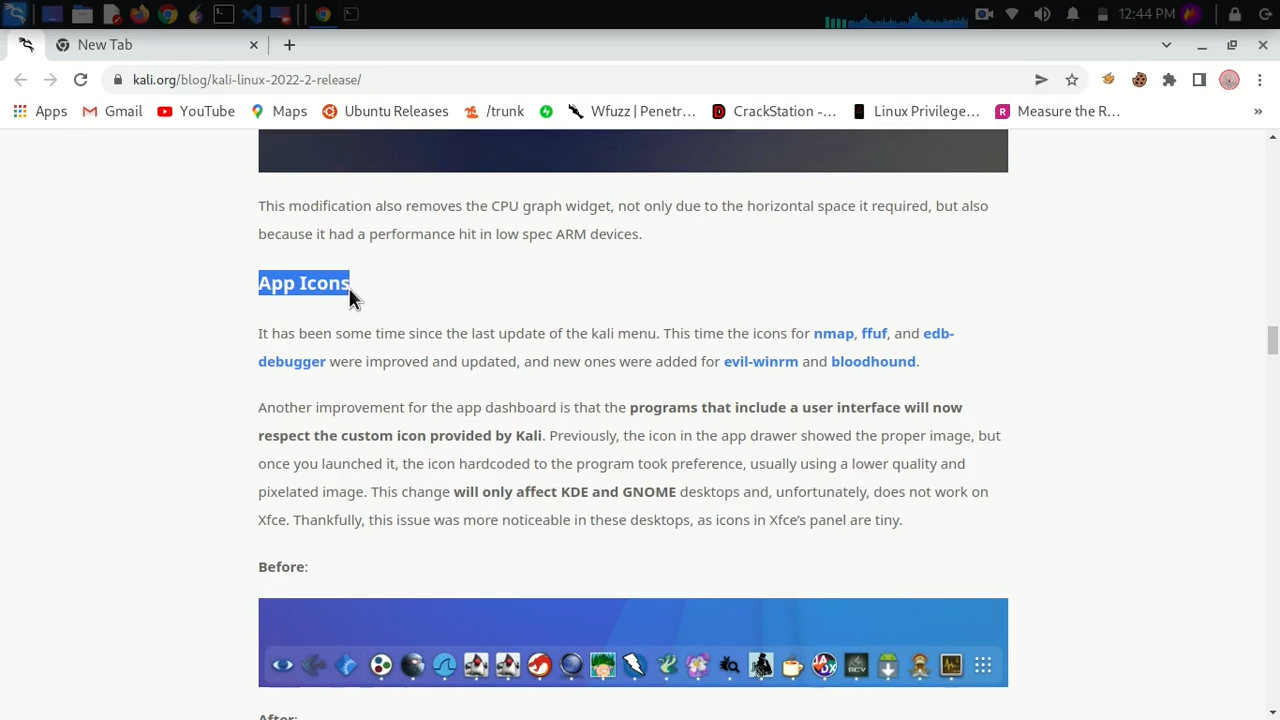 12:44 PM
New Tab
kali.org/blog/kali-linux-2022-2-release/
Apps Gmail YouTube Maps Ubuntu Releases /trunk Wfuzz | Penetr... CrackStation -... Linux Privilege... Measure the R... »
This modification also removes the CPU graph widget, not only due to the horizontal space it required, but also
because it had a performance hit in low spec ARM devices.
App Icons
It has been some time since the last update of the kali menu. This time the icons for nmap, ffuf, and edb-
debugger were improved and updated, and new ones were added for evil-winrm and bloodhound.
Another improvement for the app dashboard is that the programs that include a user interface will now
respect the custom icon provided by Kali. Previously, the icon in the app drawer showed the proper image, but
once you launched it, the icon hardcoded to the program took preference, usually using a lower quality and
pixelated image. This change will only affect KDE and GNOME desktops and, unfortunately, does not work on
Xfce. Thankfully, this issue was more noticeable in these desktops, as icons in Xfce’s panel are tiny.
Before:
After: